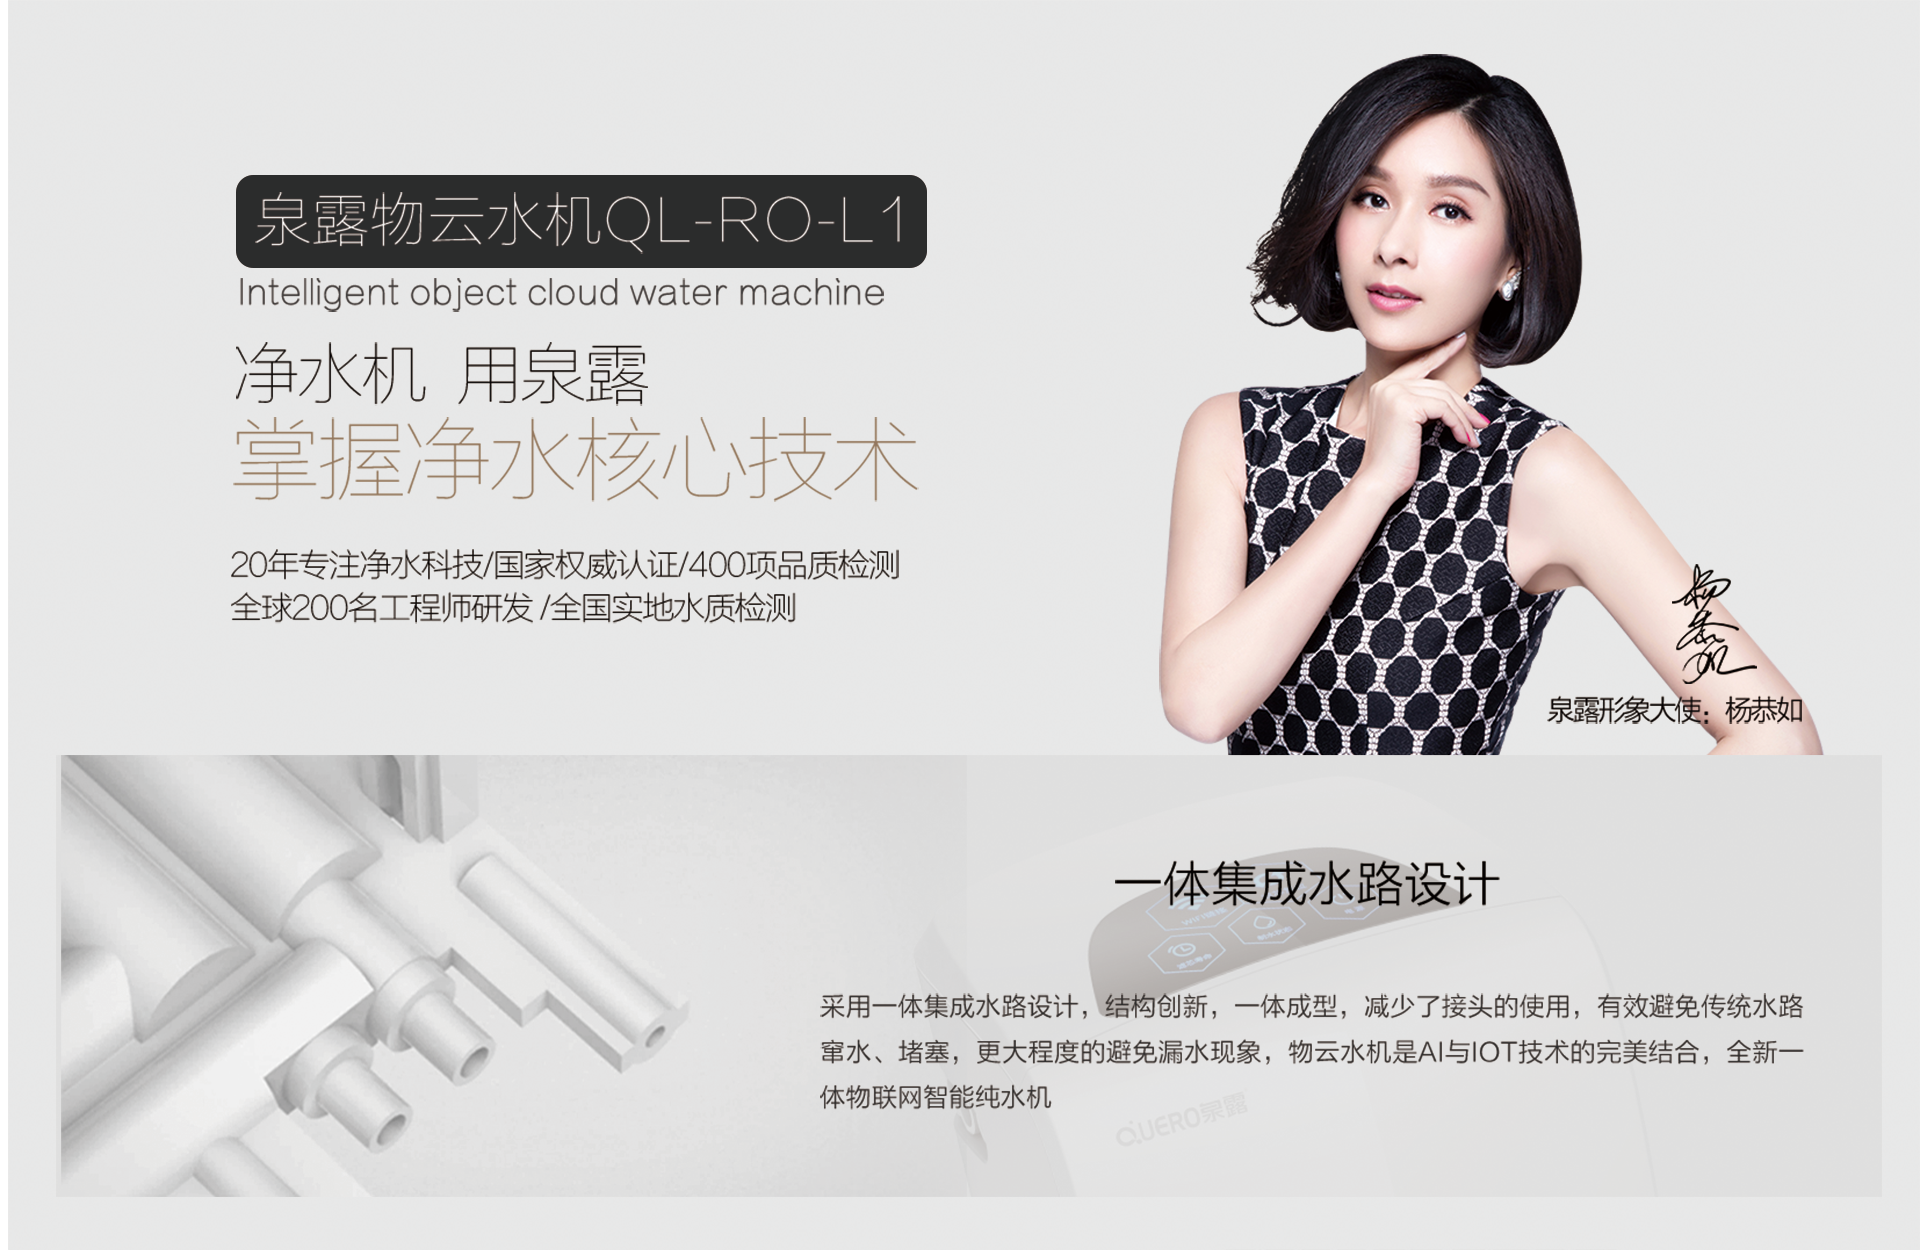 泉露物云水机QL-RO-L1
Intelligent object cloud water machine
净水机 用泉露
掌握净水核心技术
20年专注净水科技/国家权威认证/400项品质检测
全球200名工程师研发 /全国实地水质检测
杨恭如
泉露形象大使：杨恭如
一体集成水路设计
采用一体集成水路设计，结构创新，一体成型，减少了接头的使用，有效避免传统水路
窜水、堵塞，更大程度的避免漏水现象，物云水机是AI与IOT技术的完美结合，全新一
体物联网智能纯水机
QUERO泉露